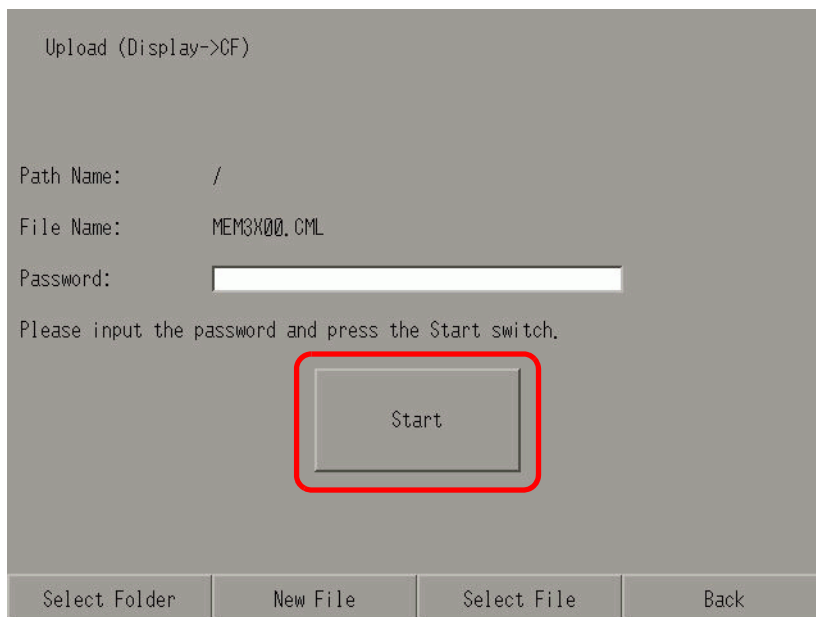 Upload (Display->CF)
Path Name: /
File Name: MEM3X00.CML
Password:
Please input the password and press the Start switch.
Start
Select Folder New File Select File Back